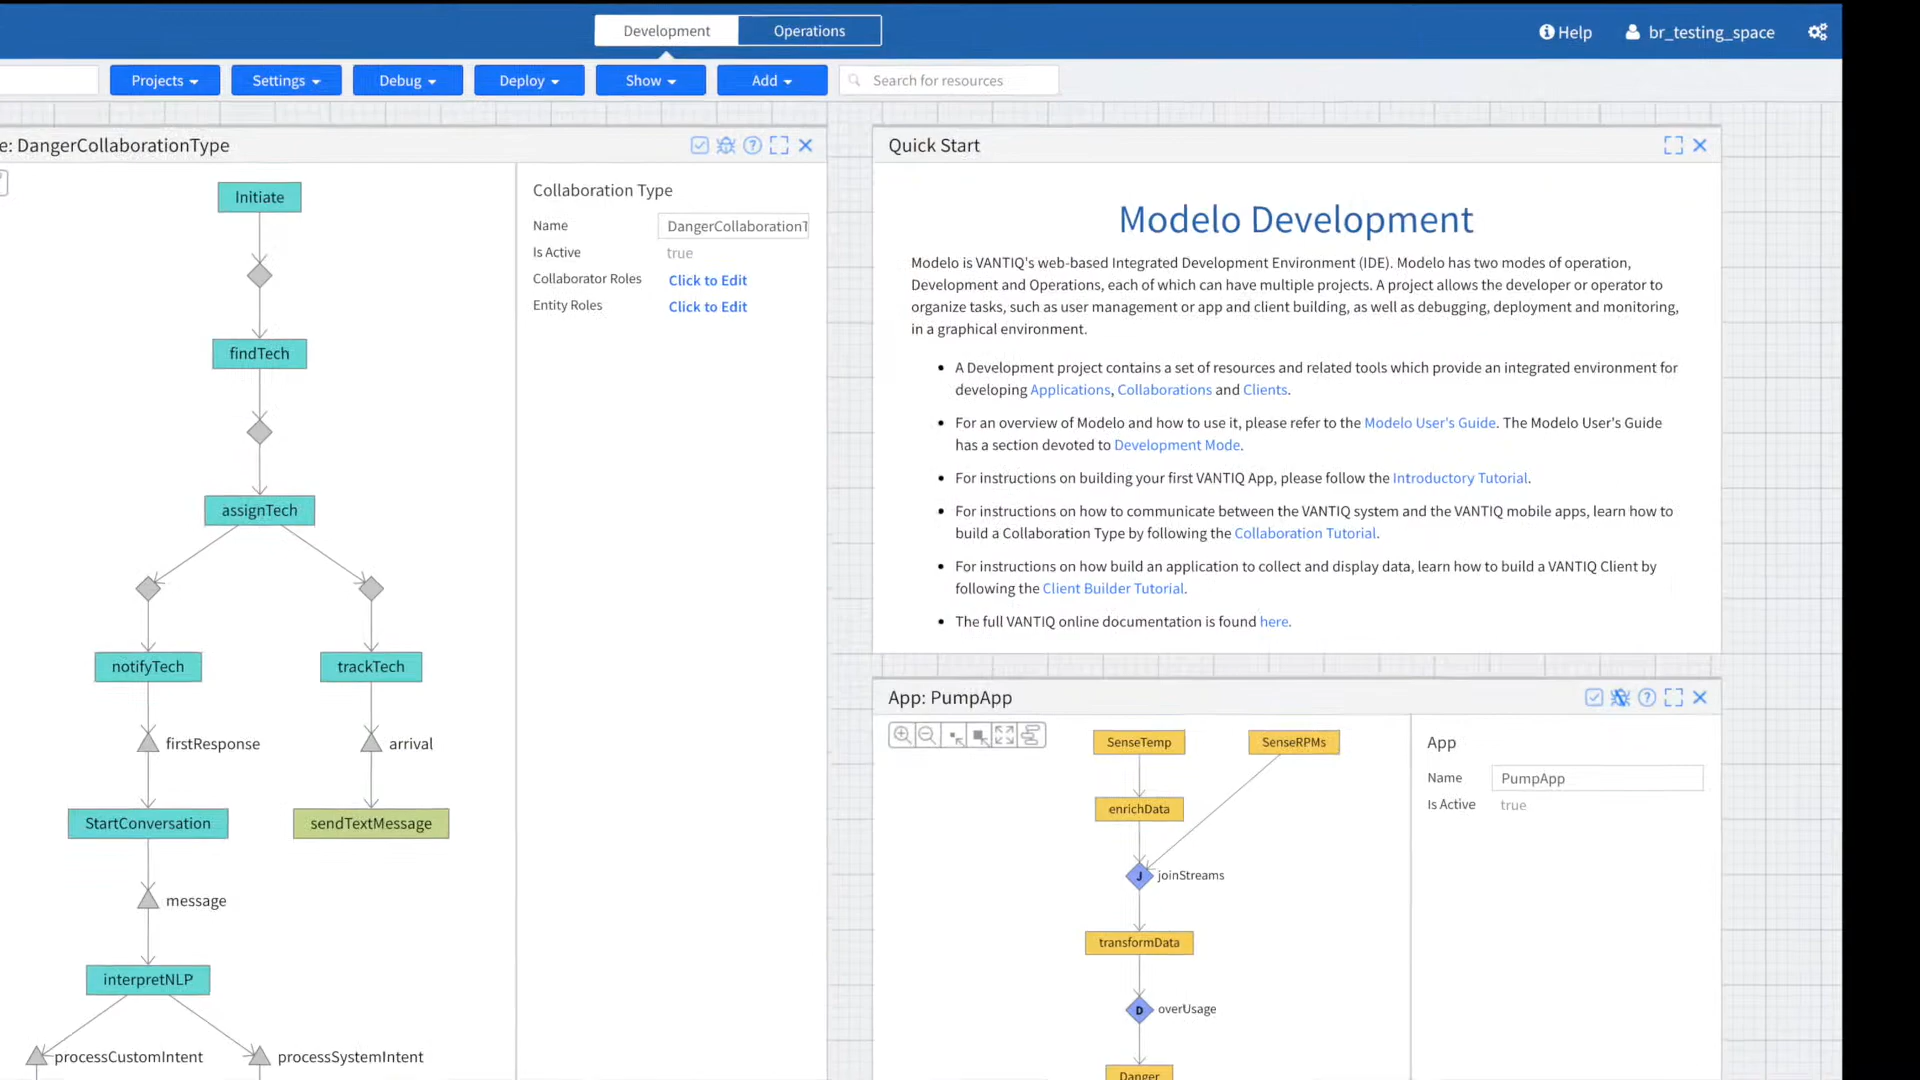 Development
Operations
Help
br_testing_space
Projects
Settings
Debug
Deploy
Show
Add
Search for resources
e: DangerCollaborationType
Initiate
findTech
assignTech
notifyTech
trackTech
firstResponse
arrival
StartConversation
sendTextMessage
message
interpretNLP
processCustomIntent
processSystemIntent
Collaboration Type
Name
DangerCollaborationT
Is Active
true
Collaborator Roles
Click to Edit
Entity Roles
Click to Edit
Quick Start
Modelo Development
Modelo is VANTIQ's web-based Integrated Development Environment (IDE). Modelo has two modes of operation,
Development and Operations, each of which can have multiple projects. A project allows the developer or operator to
organize tasks, such as user management or app and client building, as well as debugging, deployment and monitoring,
in a graphical environment.
• A Development project contains a set of resources and related tools which provide an integrated environment for
developing Applications, Collaborations and Clients.
• For an overview of Modelo and how to use it, please refer to the Modelo User's Guide. The Modelo User's Guide
has a section devoted to Development Mode.
• For instructions on building your first VANTIQ App, please follow the Introductory Tutorial.
• For instructions on how to communicate between the VANTIQ system and the VANTIQ mobile apps, learn how to
build a Collaboration Type by following the Collaboration Tutorial.
• For instructions on how build an application to collect and display data, learn how to build a VANTIQ Client by
following the Client Builder Tutorial.
• The full VANTIQ online documentation is found here.
App: PumpApp
SenseTemp
SenseRPMs
enrichData
J
joinStreams
transformData
D
overUsage
Danger
App
Name
PumpApp
Is Active
true